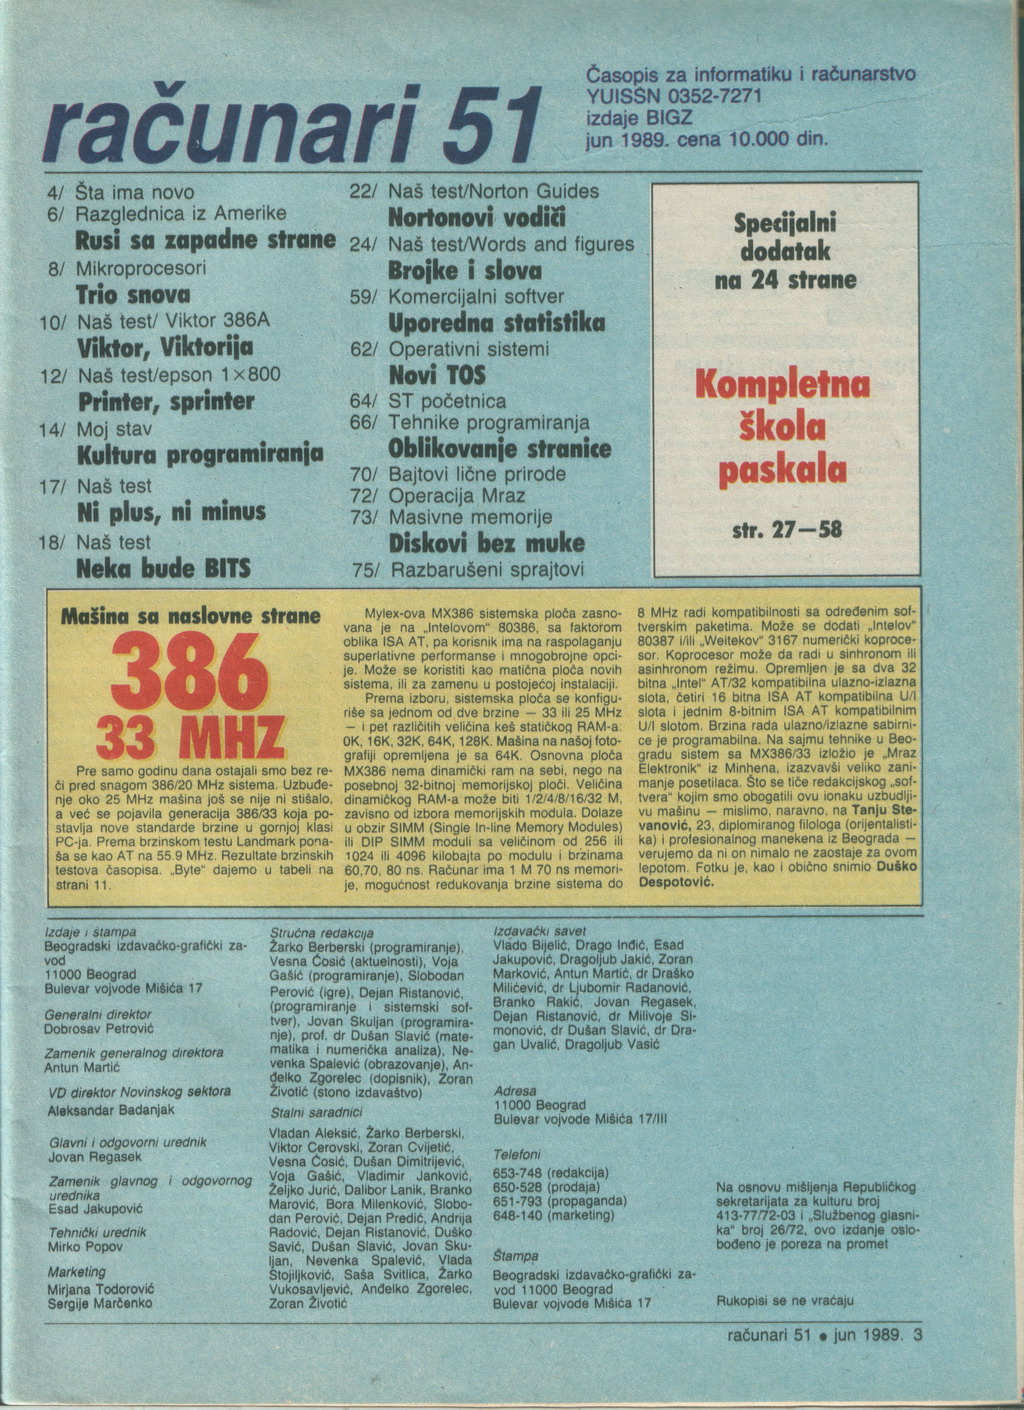 računari 51
Časopis za informatiku i računarstvo
YUISSN 0352-7271
izdaje BIGZ
jun 1989. cena 10.000 din.
4/ Šta ima novo
6/ Razglednica iz Amerike
Rusi sa zapadne strane
8/ Mikroprocesori
Trio snova
10/ Naš test/ Viktor 386A
Viktor, Viktorija
12/ Naš test/epson 1×800
Printer, sprinter
14/ Moj stav
Kultura programiranja
17/ Naš test
Ni plus, ni minus
18/ Naš test
Neka bude BITS
22/ Naš test/Norton Guides
Nortonovi vodiči
24/ Naš test/Words and figures
Brojke i slova
59/ Komercijalni softver
Uporedna statistika
62/ Operativni sistemi
Novi TOS
64/ ST početnica
66/ Tehnike programiranja
Oblikovanje stranice
70/ Bajtovi lične prirode
72/ Operacija Mraz
73/ Masivne memorije
Diskovi bez muke
75/ Razbarušeni sprajtovi
Specijalni
dodatak
na 24 strane
Kompletna
škola
paskala
str. 27—58
Mašina sa naslovne strane
386
33 MHZ
Pre samo godinu dana ostajali smo bez re-
či pred snagom 386/20 MHz sistema. Uzbuđe-
nje oko 25 MHz mašina još se nije ni stišalo,
a već se pojavila generacija 386/33 koja po-
stavlja nove standarde brzine u gornjoj klasi
PC-ja. Prema brzinskom testu Landmark pona-
ša se kao AT na 55.9 MHz. Rezultate brzinskih
testova časopisa. „Byte“ dajemo u tabeli na
strani 11.
Mylex-ova MX386 sistemska ploča zasno-
vana je na „Intelovom“ 80386, sa faktorom
oblika ISA AT, pa korisnik ima na raspolaganju
superlativne performanse i mnogobrojne opci-
je. Može se koristiti kao matična ploča novih
sistema, ili za zamenu u postojećoj instalaciji.
Prema izboru, sistemska ploča se konfigu-
riše sa jednom od dve brzine — 33 ili 25 MHz
— i pet različitih veličina keš statičkog RAM-a:
0K, 16K, 32K, 64K, 128K. Mašina na našoj foto-
grafiji opremljena je sa 64K. Osnovna ploča
MX386 nema dinamički ram na sebi, nego na
posebnoj 32-bitnoj memorijskoj ploči. Veličina
dinamičkog RAM-a može biti 1/2/4/8/16/32 M,
zavisno od izbora memorijskih modula. Dolaze
u obzir SIMM (Single In-line Memory Modules)
ili DIP SIMM moduli sa veličinom od 256 ili
1024 ili 4096 kilobajta po modulu i brzinama
60,70, 80 ns. Računar ima 1 M 70 ns memori-
je, mogućnost redukovanja brzine sistema do
8 MHz radi kompatibilnosti sa određenim sof-
tverskim paketima. Može se dodati „Intelov“
80387 i/ili „Weitekov“ 3167 numerički koproce-
sor. Koprocesor može da radi u sinhronom ili
asinhronom režimu. Opremljen je sa dva 32
bitna „Intel“ AT/32 kompatibilna ulazno-izlazna
slota, četiri 16 bitna ISA AT kompatibilna U/I
slota i jednim 8-bitnim ISA AT kompatibilnim
U/I slotom. Brzina rada ulazno/izlazne sabirni-
ce je programabilna. Na sajmu tehnike u Beo-
gradu sistem sa MX386/33 izložio je „Mraz
Elektronik“ iz Minhena, izazvavši veliko zani-
manje posetilaca. Što se tiče redakcijskog „sof-
tvera“ kojim smo obogatili ovu ionaku uzbudlji-
vu mašinu — mislimo, naravno, na Tanju Ste-
vanović, 23, diplomiranog filologa (orijentalisti-
ka) i profesionalnog manekena iz Beograda —
verujemo da ni on nimalo ne zaostaje za ovom
lepotom. Fotku je, kao i obično snimio Duško
Despotović.
Izdaje i štampa
Beogradski izdavačko-grafički za-
vod
11000 Beograd
Bulevar vojvode Mišića 17
Generalni direktor
Dobrosav Petrović
Zamenik generalnog direktora
Antun Martić
VD direktor Novinskog sektora
Aleksandar Badanjak
Glavni i odgovorni urednik
Jovan Regasek
Zamenik glavnog i odgovornog
urednika
Esad Jakupović
Tehnički urednik
Mirko Popov
Marketing
Mirjana Todorović
Sergije Marčenko
Stručna redakcija
Žarko Berberski (programiranje),
Vesna Ćosić (aktuelnosti), Voja
Gašić (programiranje), Slobodan
Perović (igre), Dejan Ristanović,
(programiranje i sistemski sof-
tver), Jovan Skuljan (programira-
nje), prof. dr Dušan Slavić (mate-
matika i numerička analiza), Ne-
venka Spalević (obrazovanje), An-
đelko Zgorelec (dopisnik), Zoran
Životić (stono izdavaštvo)
Stalni saradnici
Vladan Aleksić, Žarko Berberski,
Viktor Cerovski, Zoran Cvijetić,
Vesna Ćosić, Dušan Dimitrijević,
Voja Gašić, Vladimir Janković,
Željko Jurić, Dalibor Lanik, Branko
Marović, Bora Milenković, Slobo-
dan Perović, Dejan Predić, Andrija
Radović, Dejan Ristanović, Duško
Savić, Dušan Slavić, Jovan Sku-
ljan, Nevenka Spalević, Vlada
Stojiljković, Saša Svitlica, Žarko
Vukosavljević, Anđelko Zgorelec,
Zoran Životić
Izdavački savet
Vlado Bijelić, Drago Inđić, Esad
Jakupović, Dragoljub Jakić, Zoran
Marković, Antun Martić, dr Draško
Milićević, dr Ljubomir Radanović,
Branko Rakić, Jovan Regasek,
Dejan Ristanović, dr Milivoje Si-
monović, dr Dušan Slavić, dr Dra-
gan Uvalić, Dragoljub Vasić
Adresa
11000 Beograd
Bulevar vojvode Mišića 17/III
Telefoni
653-748 (redakcija)
650-528 (prodaja)
651-793 (propaganda)
648-140 (marketing)
Štampa
Beogradski izdavačko-grafički za-
vod 11000 Beograd
Bulevar vojvode Mišića 17
Na osnovu mišljenja Republičkog
sekretarijata za kulturu broj
413-77/72-03 i „Službenog glasni-
ka“ broj 26/72, ovo izdanje oslo-
bođeno je poreza na promet
Rukopisi se ne vraćaju
računari 51 • jun 1989. 3